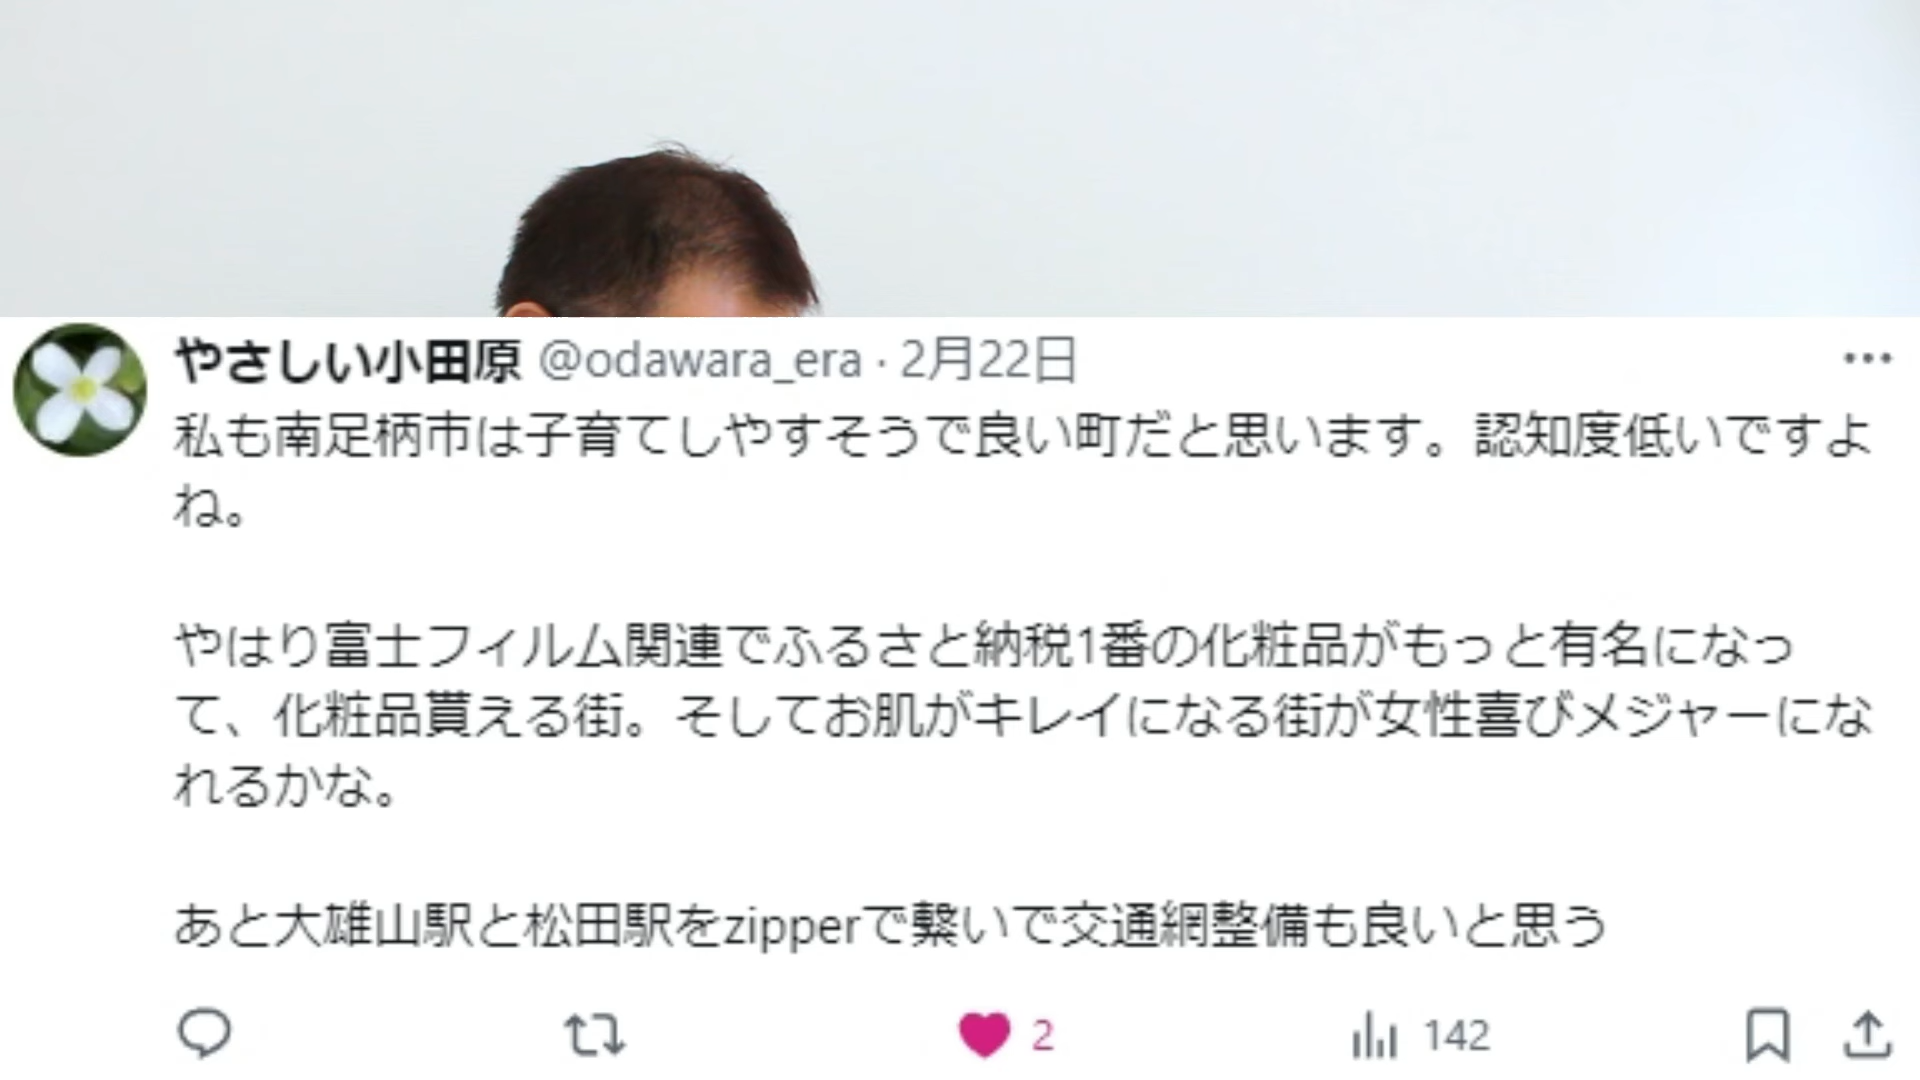 やさしい小田原 @odawara_era · 2月22日
私も南足柄市は子育てしやすそうで良い町だと思います。認知度低いですよ
ね。
やはり富士フィルム関連でふるさと納税1番の化粧品がもっと有名になっ
て、化粧品貰える街。そしてお肌がキレイになる街が女性喜びメジャーにな
れるかな。
あと大雄山駅と松田駅をzipperで繋いで交通網整備も良いと思う
2
142